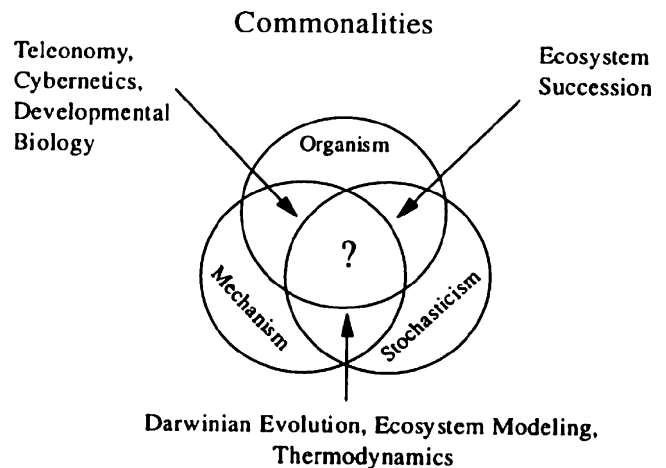 Commonalities
Teleonomy,
Cybernetics,
Developmental
Biology
Ecosystem
Succession
Organism
?
Mechanism
Stochasticism
Darwinian Evolution, Ecosystem Modeling,
Thermodynamics